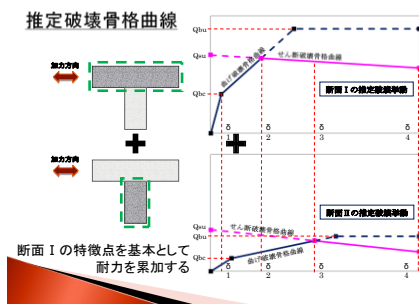 推定破壊骨格曲線
加力方向
加力方向
断面Ⅰの特徴点を基本として
耐力を累加する
Qbu
Qsu
Qbc
曲げ破壊骨格曲線
せん断破壊骨格曲線
断面Ⅰの推定破壊挙動
δ δ δ δ
1 2 3 4
Qsu
Qbu
Qbc
せん断破壊骨格曲線
曲げ破壊骨格曲線
断面Ⅱの推定破壊挙動
δ δ δ δ
1 2 3 4